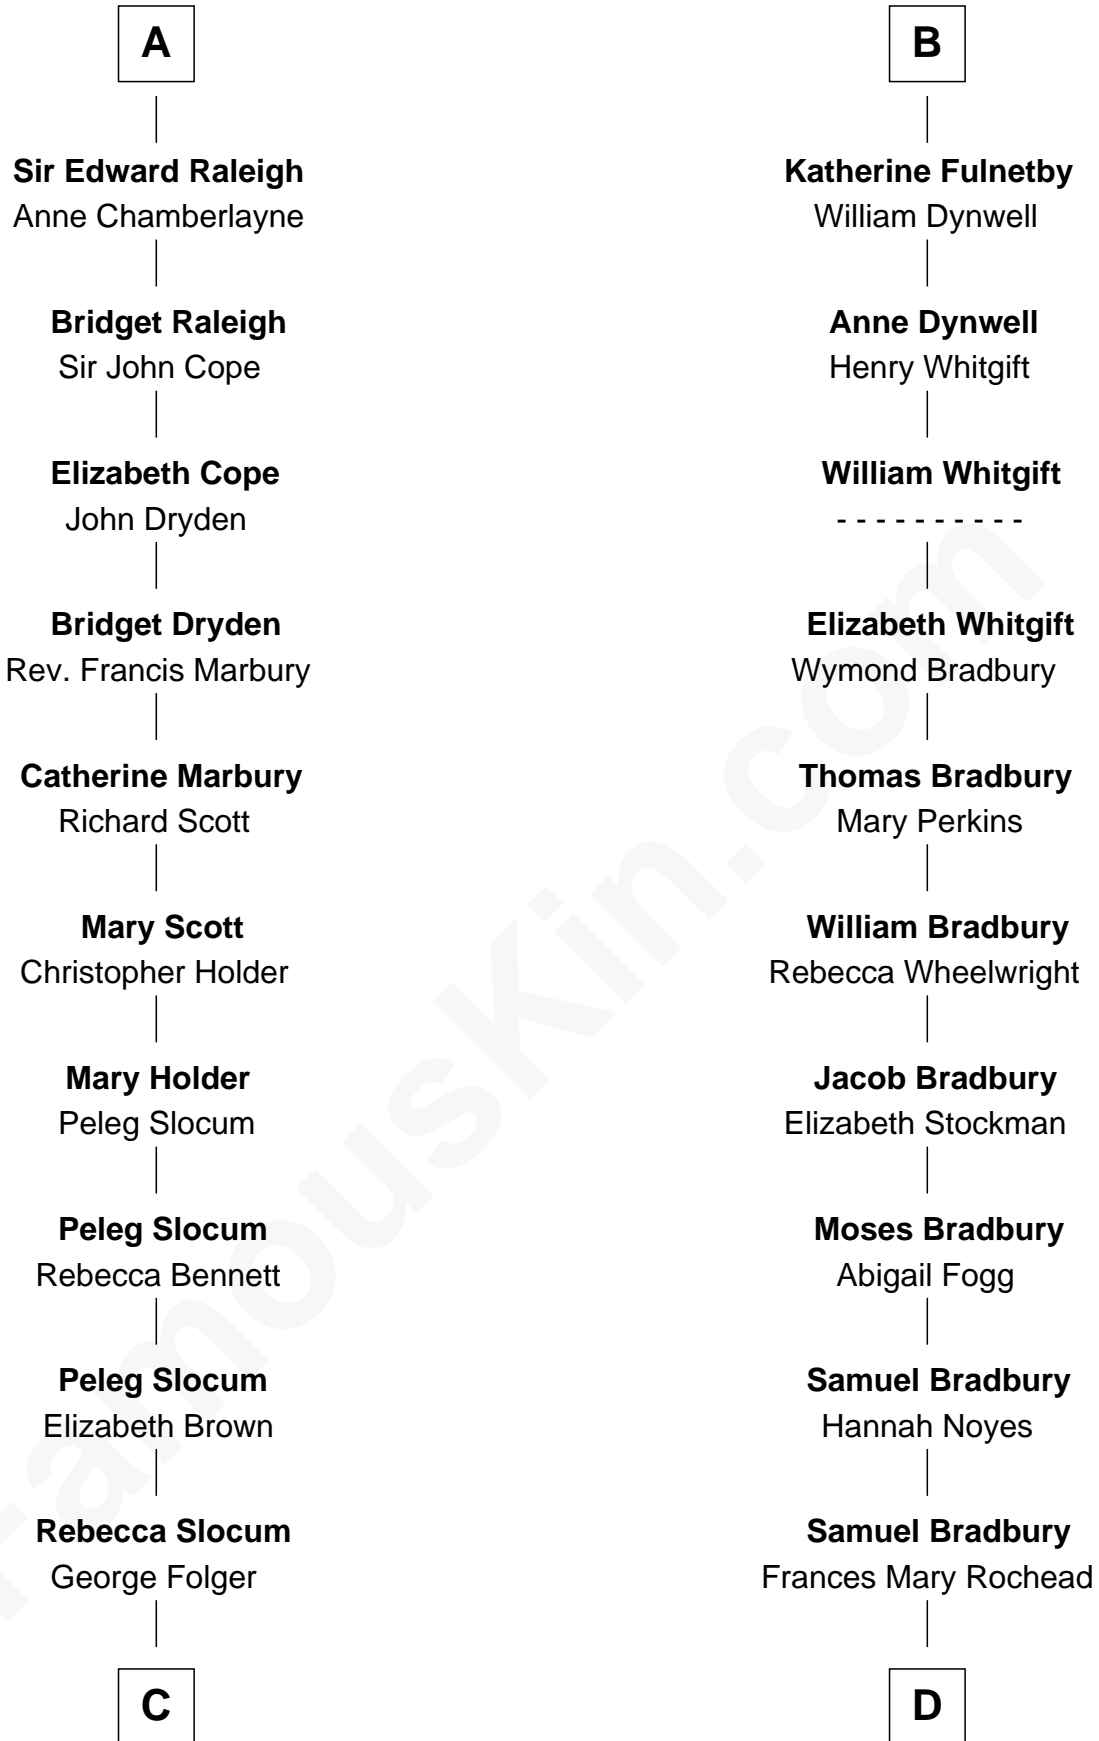 A
Sir Edward Raleigh
Anne Chamberlayne
Bridget Raleigh
Sir John Cope
Elizabeth Cope
John Dryden
Bridget Dryden
Rev. Francis Marbury
Catherine Marbury
Richard Scott
Mary Scott
Christopher Holder
Mary Holder
Peleg Slocum
Peleg Slocum
Rebecca Bennett
Peleg Slocum
Elizabeth Brown
Rebecca Slocum
George Folger
C
B
Katherine Fulnetby
William Dynwell
Anne Dynwell
Henry Whitgift
William Whitgift
- - - - - - - - - -
Elizabeth Whitgift
Wymond Bradbury
Thomas Bradbury
Mary Perkins
William Bradbury
Rebecca Wheelwright
Jacob Bradbury
Elizabeth Stockman
Moses Bradbury
Abigail Fogg
Samuel Bradbury
Hannah Noyes
Samuel Bradbury
Frances Mary Rochead
D
FamousKin.com